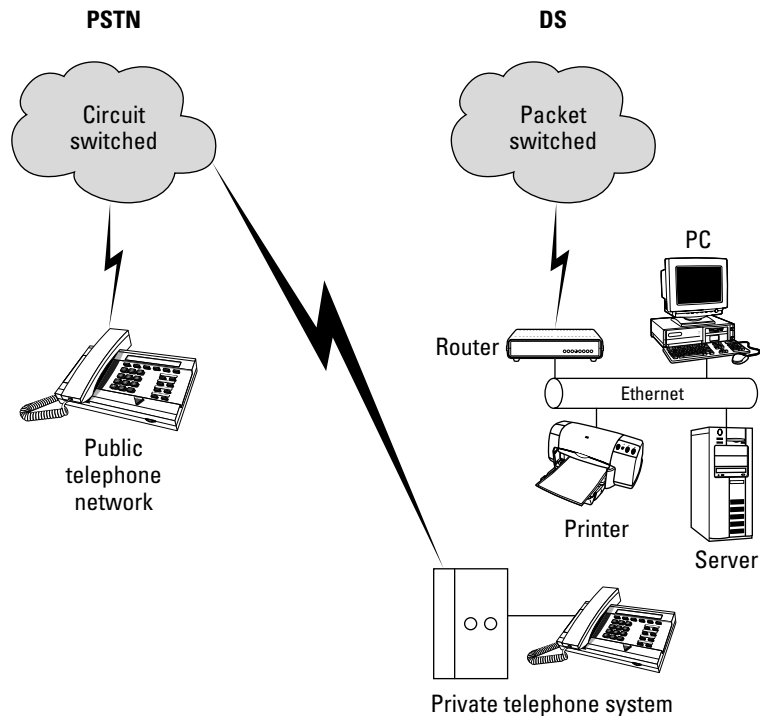 PSTN
DS
Circuit
switched
Packet
switched
PC
Router
Ethernet
Public
telephone
network
Printer
Server
Private telephone system